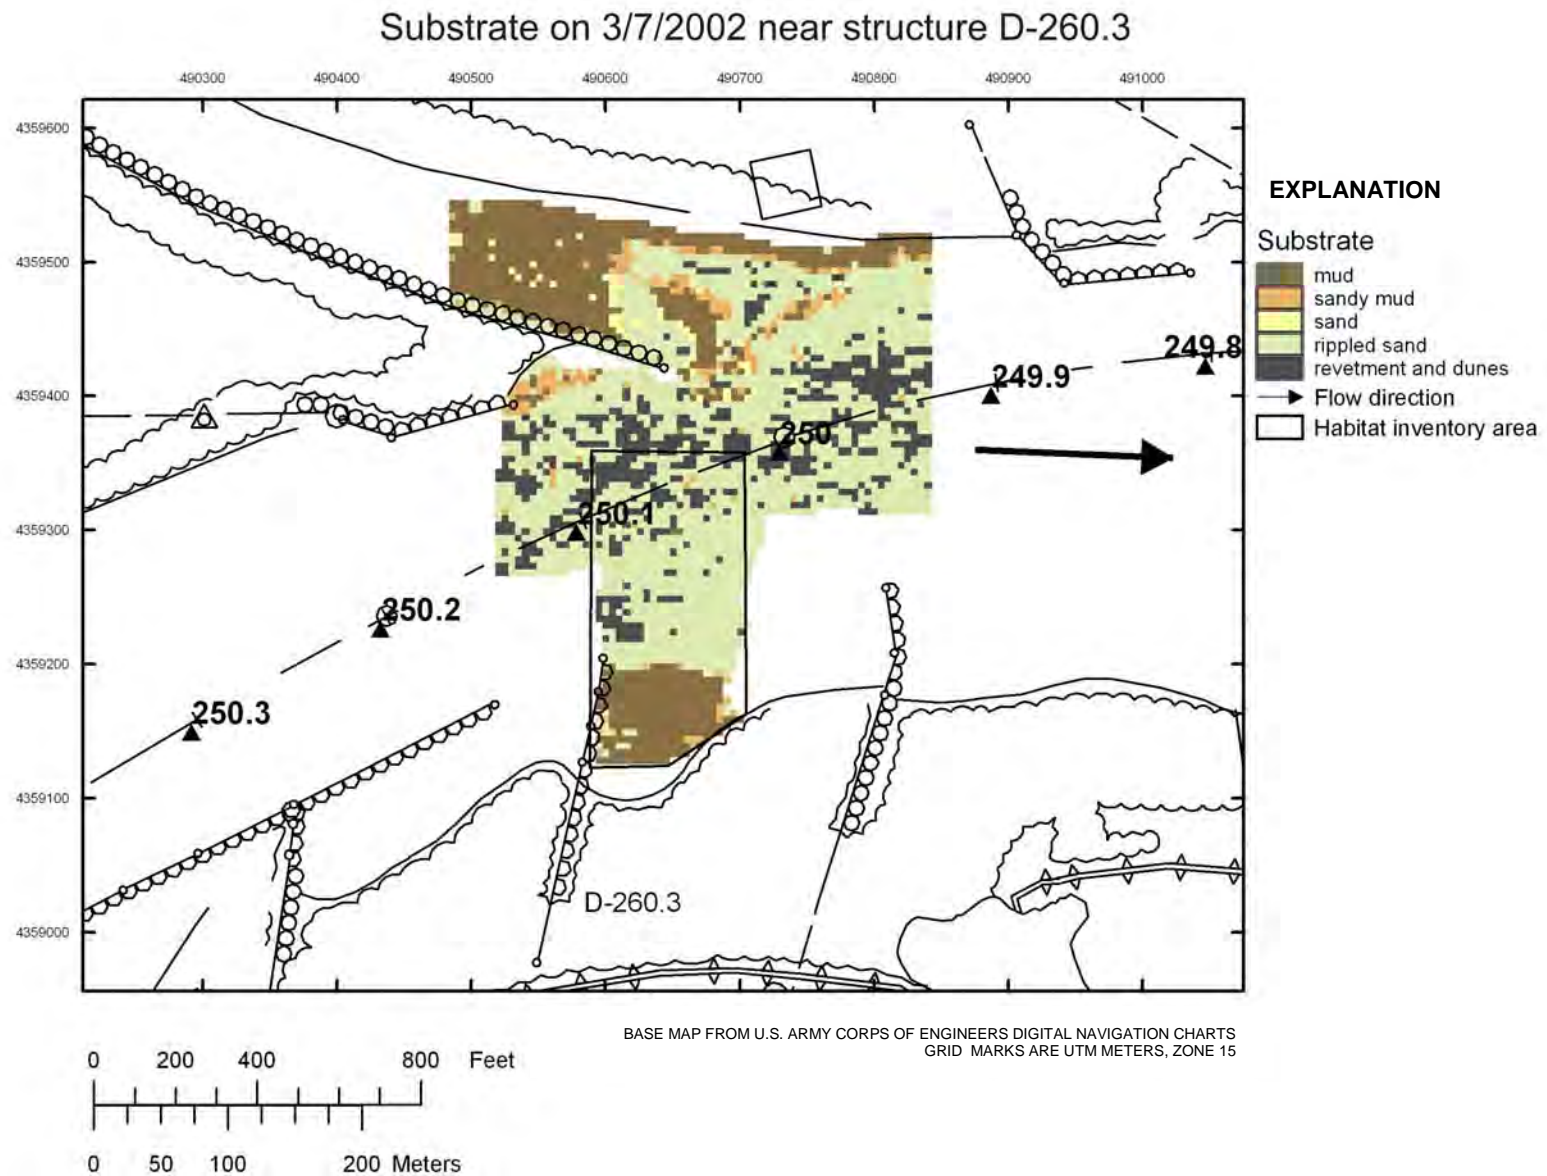 Substrate on 3/7/2002 near structure D-260.3
490300 490400 490500 490600 490700 490800 490900 491000
4359600
4359500
4359400
4359300
4359200
4359100
4359000
249.8
249.9
250
250.1
250.2
250.3
D-260.3
EXPLANATION
Substrate
mud
sandy mud
sand
rippled sand
revetment and dunes
Flow direction
Habitat inventory area
BASE MAP FROM U.S. ARMY CORPS OF ENGINEERS DIGITAL NAVIGATION CHARTS
GRID MARKS ARE UTM METERS, ZONE 15
0 200 400 800 Feet
0 50 100 200 Meters